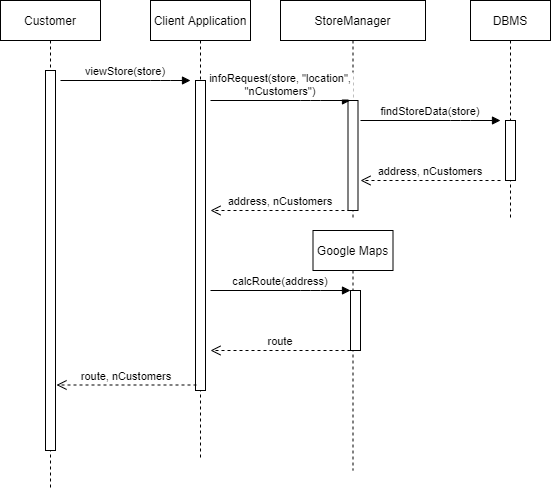 Customer
Client Application
StoreManager
DBMS
viewStore(store)
infoRequest(store, "location",
"nCustomers")
findStoreData(store)
address, nCustomers
address, nCustomers
Google Maps
calcRoute(address)
route
route, nCustomers